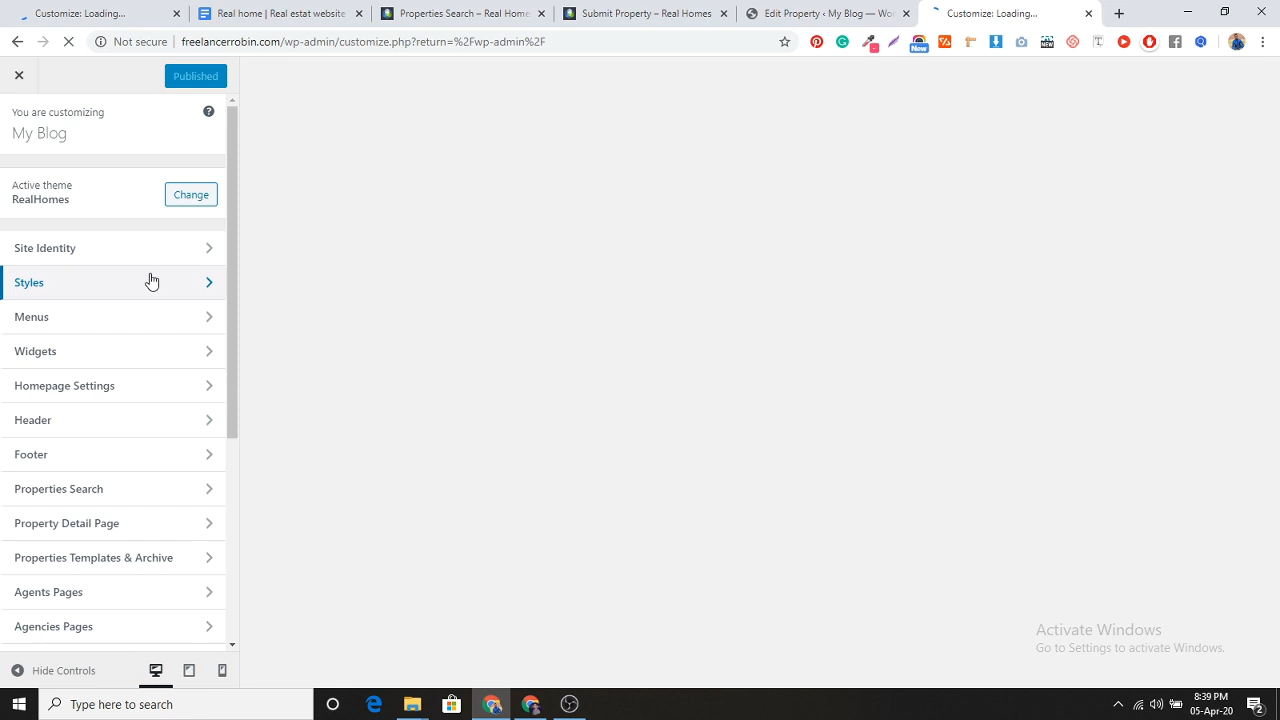 Customize: Loading...
Real home | Real estat website
Properties Search – Real Home
Submit Property – Real Homes
Edit Property ‹ My Blog — Wo
Customize: Loading...
Not secure | freelancerrobin.com/wp-admin/customize.php?return=%2Fwp-admin%2F
New
NEW
Published
You are customizing
My Blog
Active theme
RealHomes
Change
Site Identity
Styles
Menus
Widgets
Homepage Settings
Header
Footer
Properties Search
Property Detail Page
Properties Templates & Archive
Agents Pages
Agencies Pages
Hide Controls
Activate Windows
Go to Settings to activate Windows.
Type here to search
8:39 PM
05-Apr-20
2